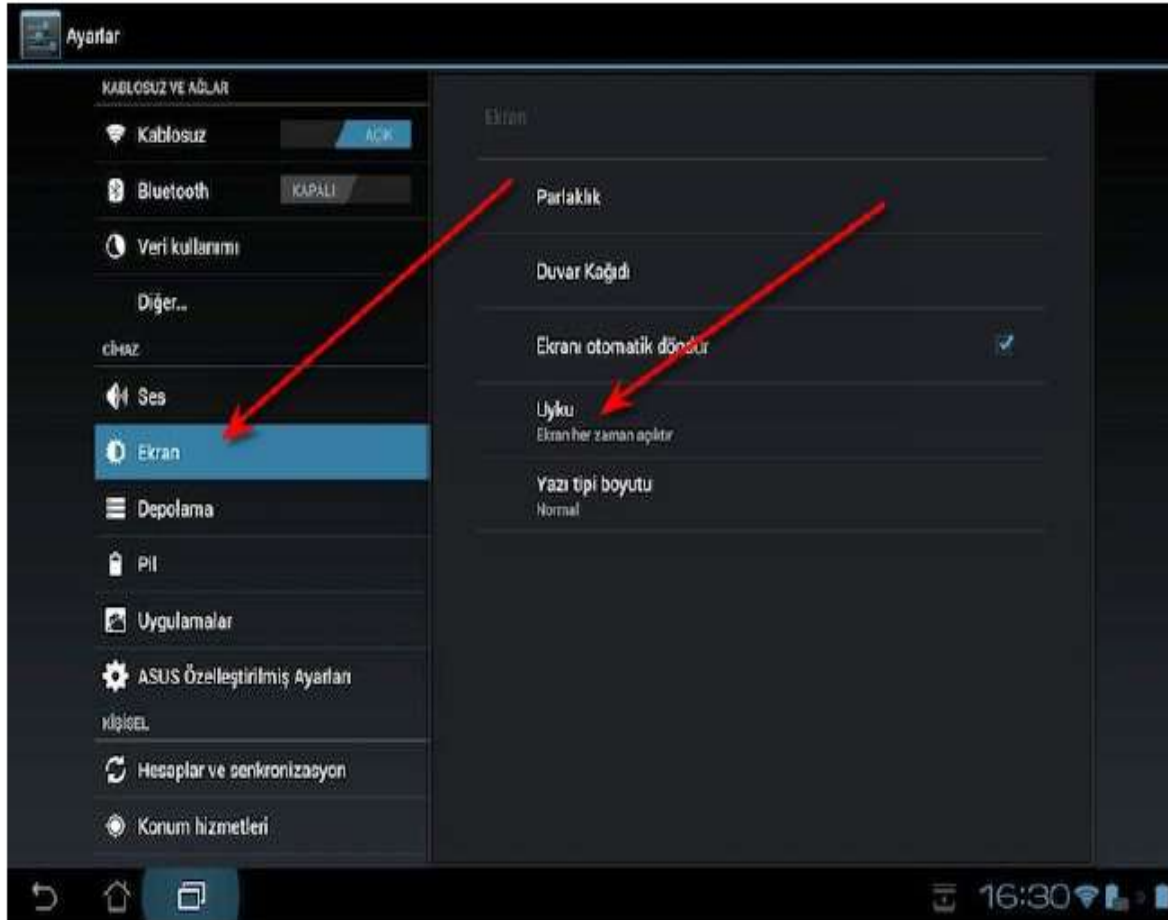 Ayarlar
KABLOSUZ VE AĞLAR
Kablosuz
AÇIK
Bluetooth
KAPALI
Veri kullanımı
Diğer...
CİHAZ
Ses
Ekran
Depolama
Pil
Uygulamalar
ASUS Özelleştirilmiş Ayarları
KİŞİSEL
Hesaplar ve senkronizasyon
Konum hizmetleri
Ekran
Parlaklık
Duvar Kağıdı
Ekranı otomatik döndür
Uyku
Ekran her zaman açıktır
Yazı tipi boyutu
Normal
16:30